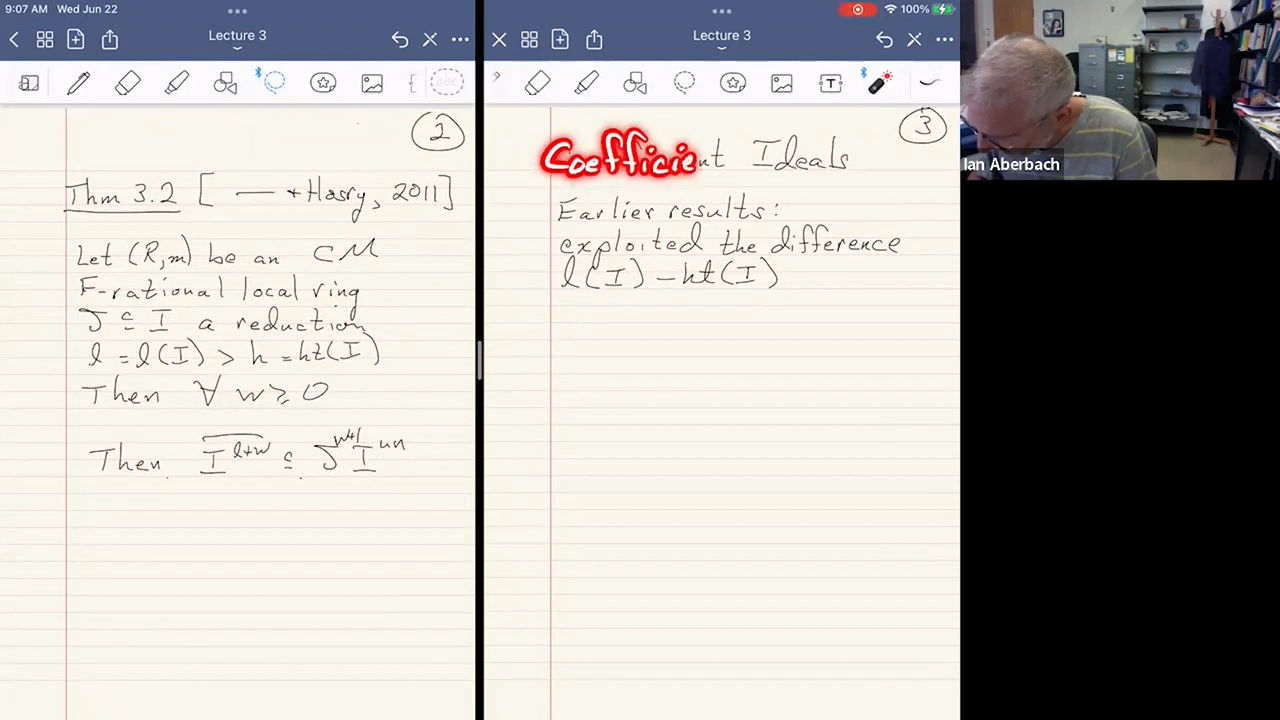 9:07 AM Wed Jun 22
100%
Lecture 3
Lecture 3
abc
T
2
Thm 3.2 [ — + Hosry, 2011]
Let (R,m) be an CM
F-rational local ring
J ⊆ I a reduction
l = l(I) > h = ht(I)
Then ∀ w ≥ 0
Then I^{l+w} ⊆ J^{w+1} I^{un}
3
Coefficient Ideals
Earlier results:
exploited the difference
l(I) - ht(I)
Ian Aberbach